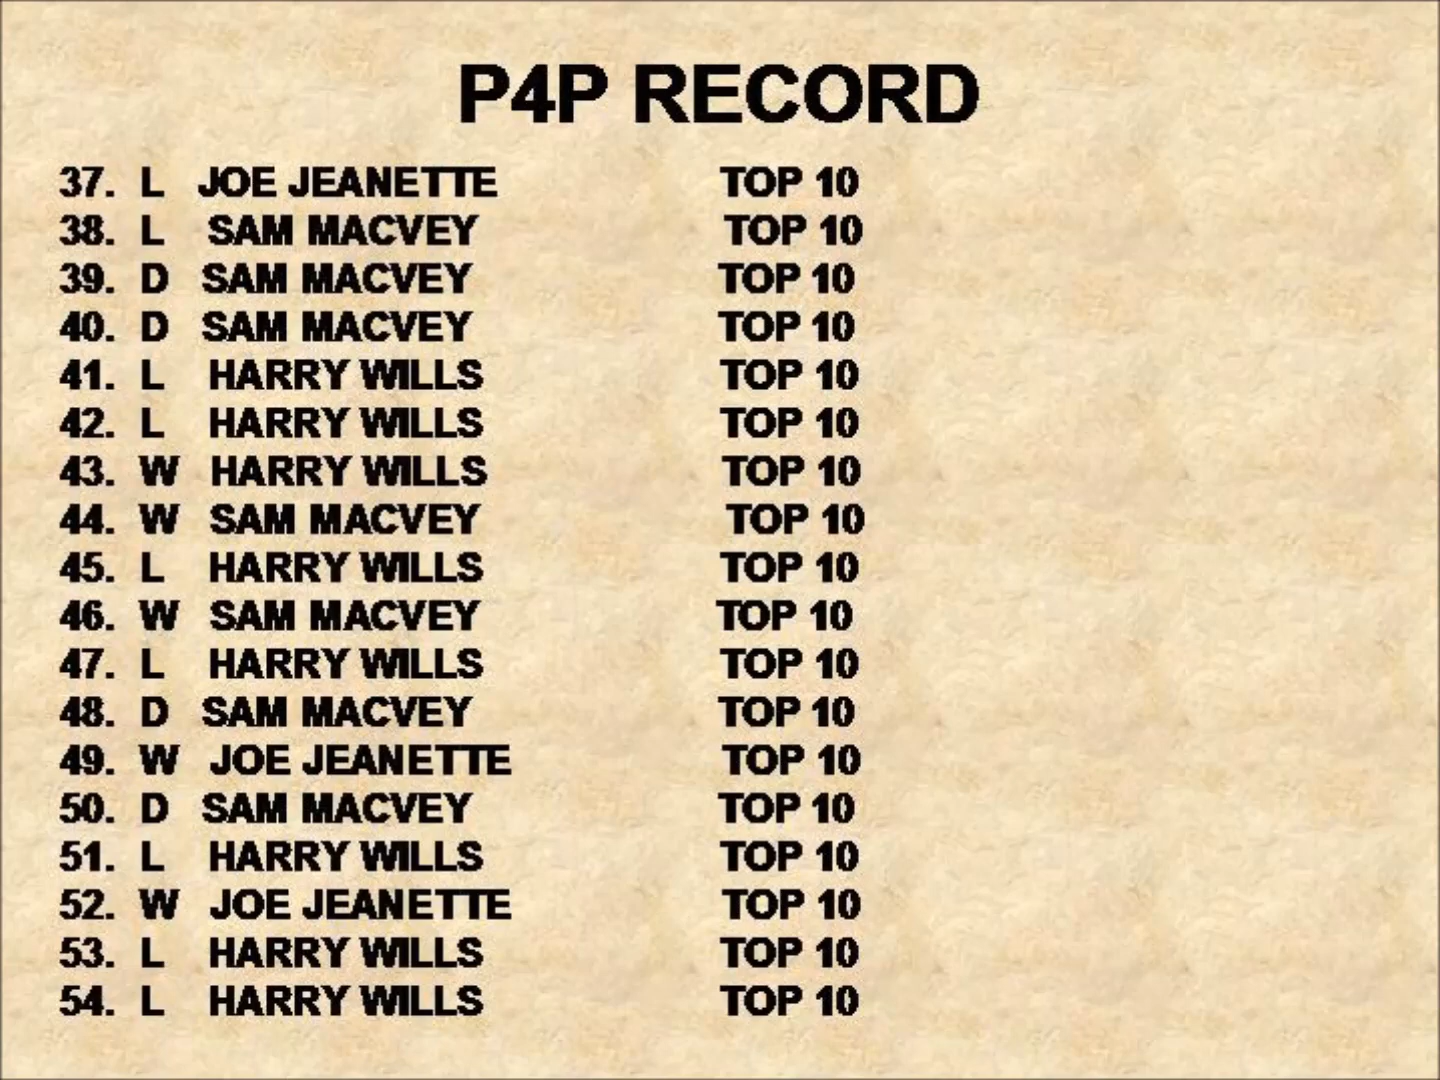 P4P RECORD
37. L JOE JEANETTE TOP 10
38. L SAM MACVEY TOP 10
39. D SAM MACVEY TOP 10
40. D SAM MACVEY TOP 10
41. L HARRY WILLS TOP 10
42. L HARRY WILLS TOP 10
43. W HARRY WILLS TOP 10
44. W SAM MACVEY TOP 10
45. L HARRY WILLS TOP 10
46. W SAM MACVEY TOP 10
47. L HARRY WILLS TOP 10
48. D SAM MACVEY TOP 10
49. W JOE JEANETTE TOP 10
50. D SAM MACVEY TOP 10
51. L HARRY WILLS TOP 10
52. W JOE JEANETTE TOP 10
53. L HARRY WILLS TOP 10
54. L HARRY WILLS TOP 10